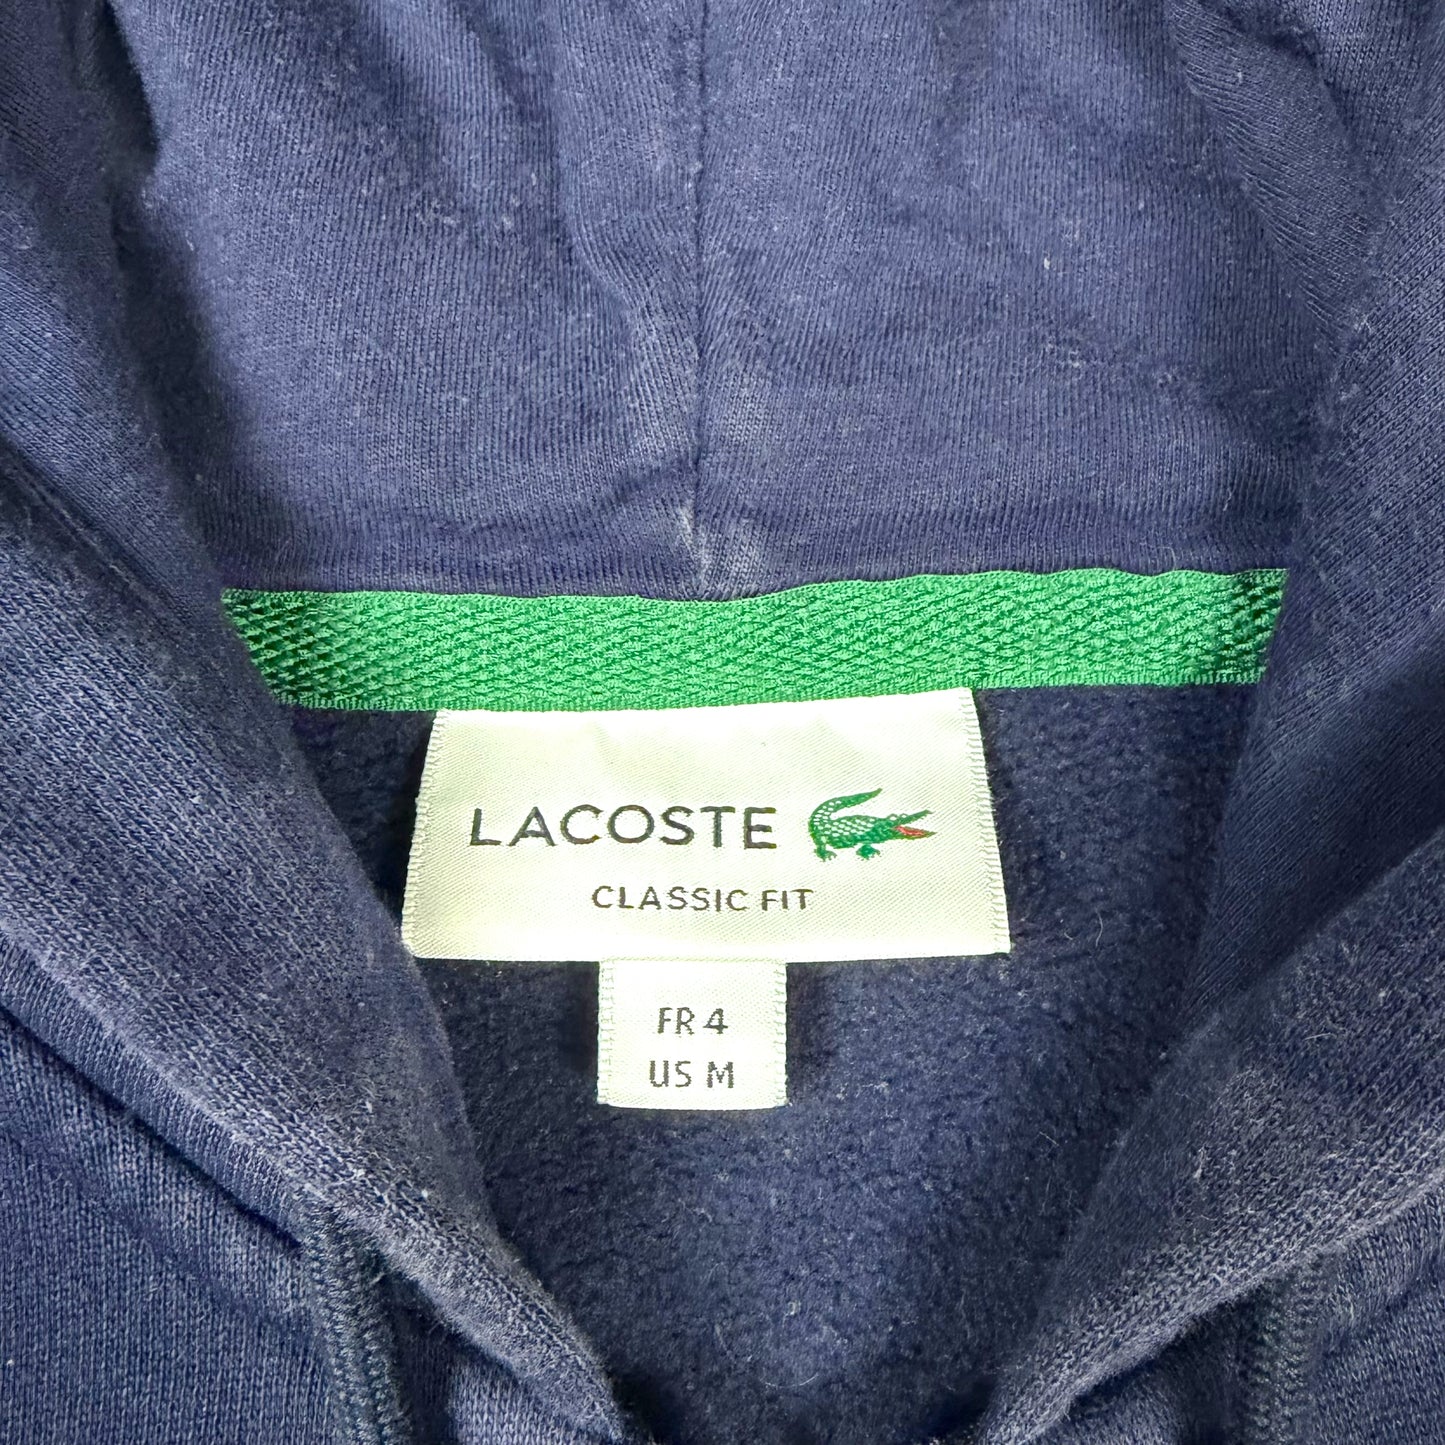 LACOSTE
CLASSIC FIT
FR 4
US M